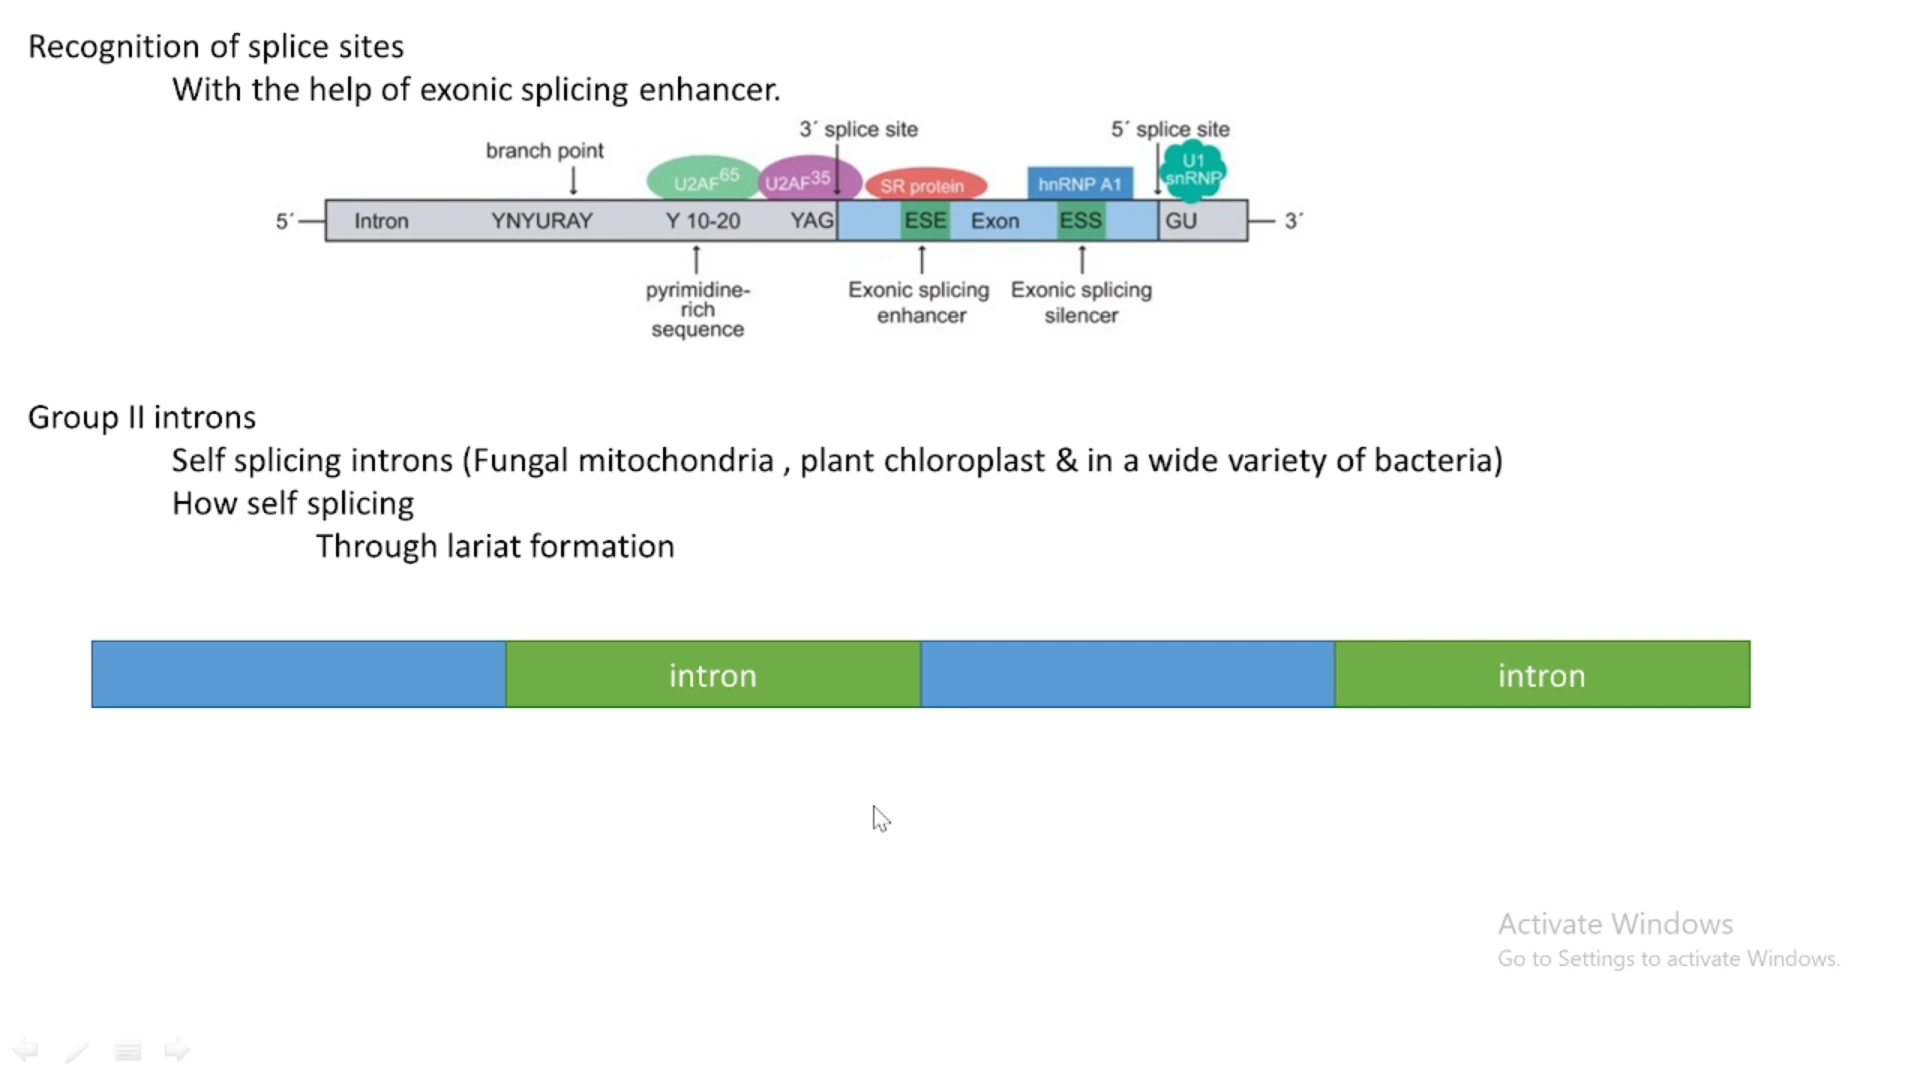 Recognition of splice sites
With the help of exonic splicing enhancer.
3´ splice site
5´ splice site
branch point
U2AF65
U2AF35
SR protein
hnRNP A1
U1
snRNP
5´
Intron
YNYURAY
Y 10-20
YAG
ESE
Exon
ESS
GU
3´
pyrimidine-
rich
sequence
Exonic splicing
enhancer
Exonic splicing
silencer
Group II introns
Self splicing introns (Fungal mitochondria , plant chloroplast & in a wide variety of bacteria)
How self splicing
Through lariat formation
intron
intron
Activate Windows
Go to Settings to activate Windows.